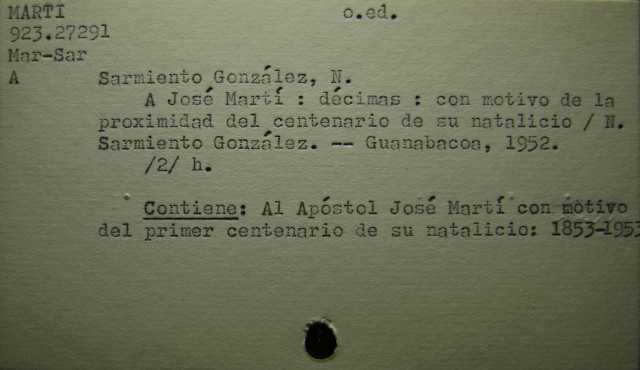 MARTI o.ed.
923.27291
Mar-Sar
A Sarmiento González, N.
A José Martí : décimas : con motivo de la
proximidad del centenario de su natalicio / N.
Sarmiento González. -- Guanabacoa, 1952.
/2/ h.
Contiene: Al Apóstol José Martí con motivo
del primer centenario de su natalicio: 1853-1953